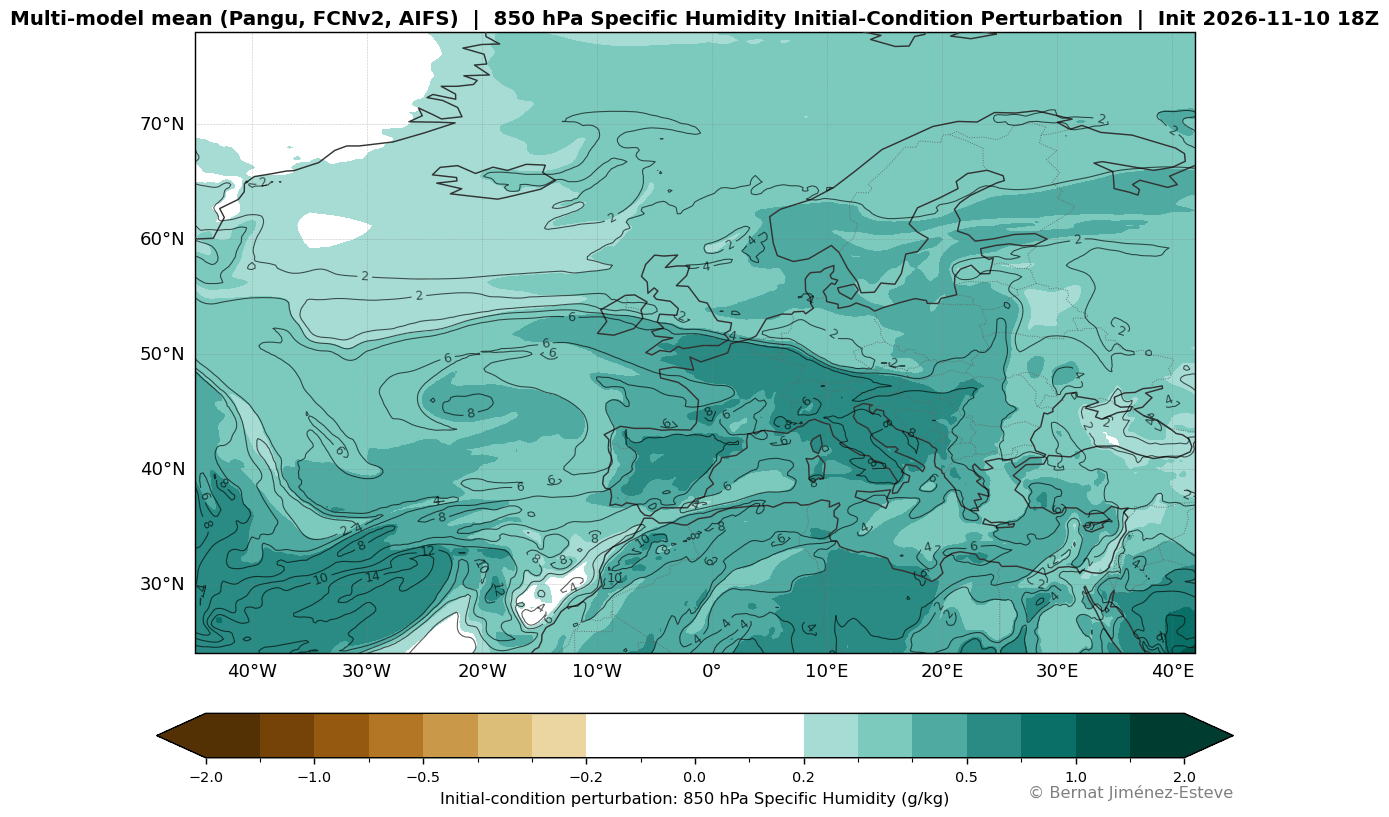 Multi-model mean (Pangu, FCNv2, AIFS) | 850 hPa Specific Humidity Initial-Condition Perturbation | Init 2026-11-10 18Z
70°N
60°N
50°N
40°N
30°N
40°W 30°W 20°W 10°W 0° 10°E 20°E 30°E 40°E
−2.0 −1.0 −0.5 −0.2 0.0 0.2 0.5 1.0 2.0
Initial-condition perturbation: 850 hPa Specific Humidity (g/kg)
© Bernat Jiménez-Esteve